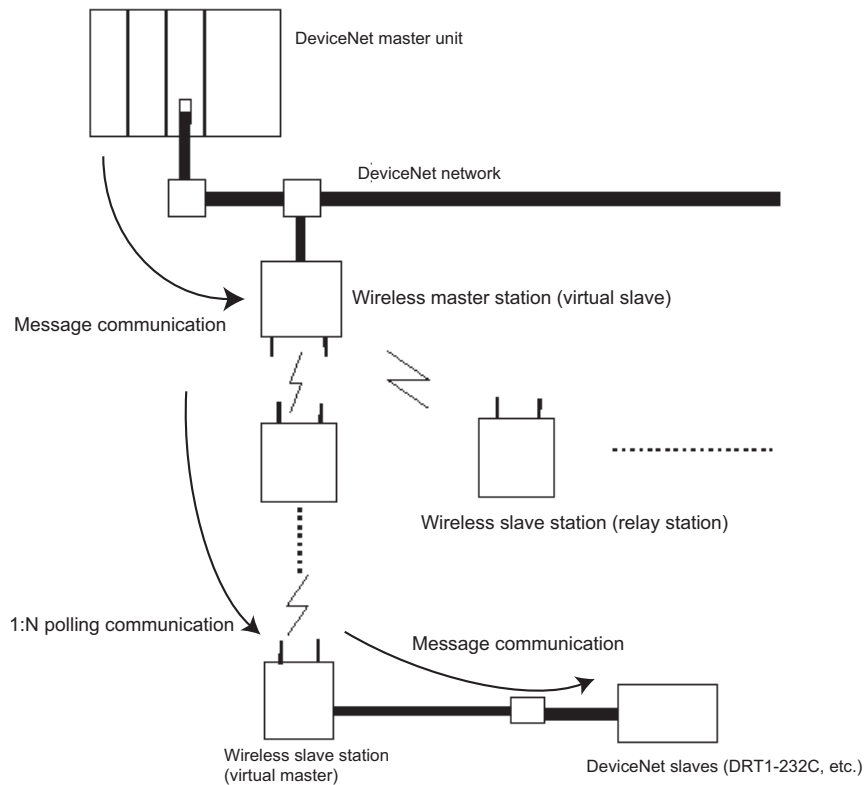 DeviceNet master unit
DeviceNet network
Wireless master station (virtual slave)
Message communication
Wireless slave station (relay station)
1:N polling communication
Message communication
Wireless slave station
(virtual master)
DeviceNet slaves (DRT1-232C, etc.)